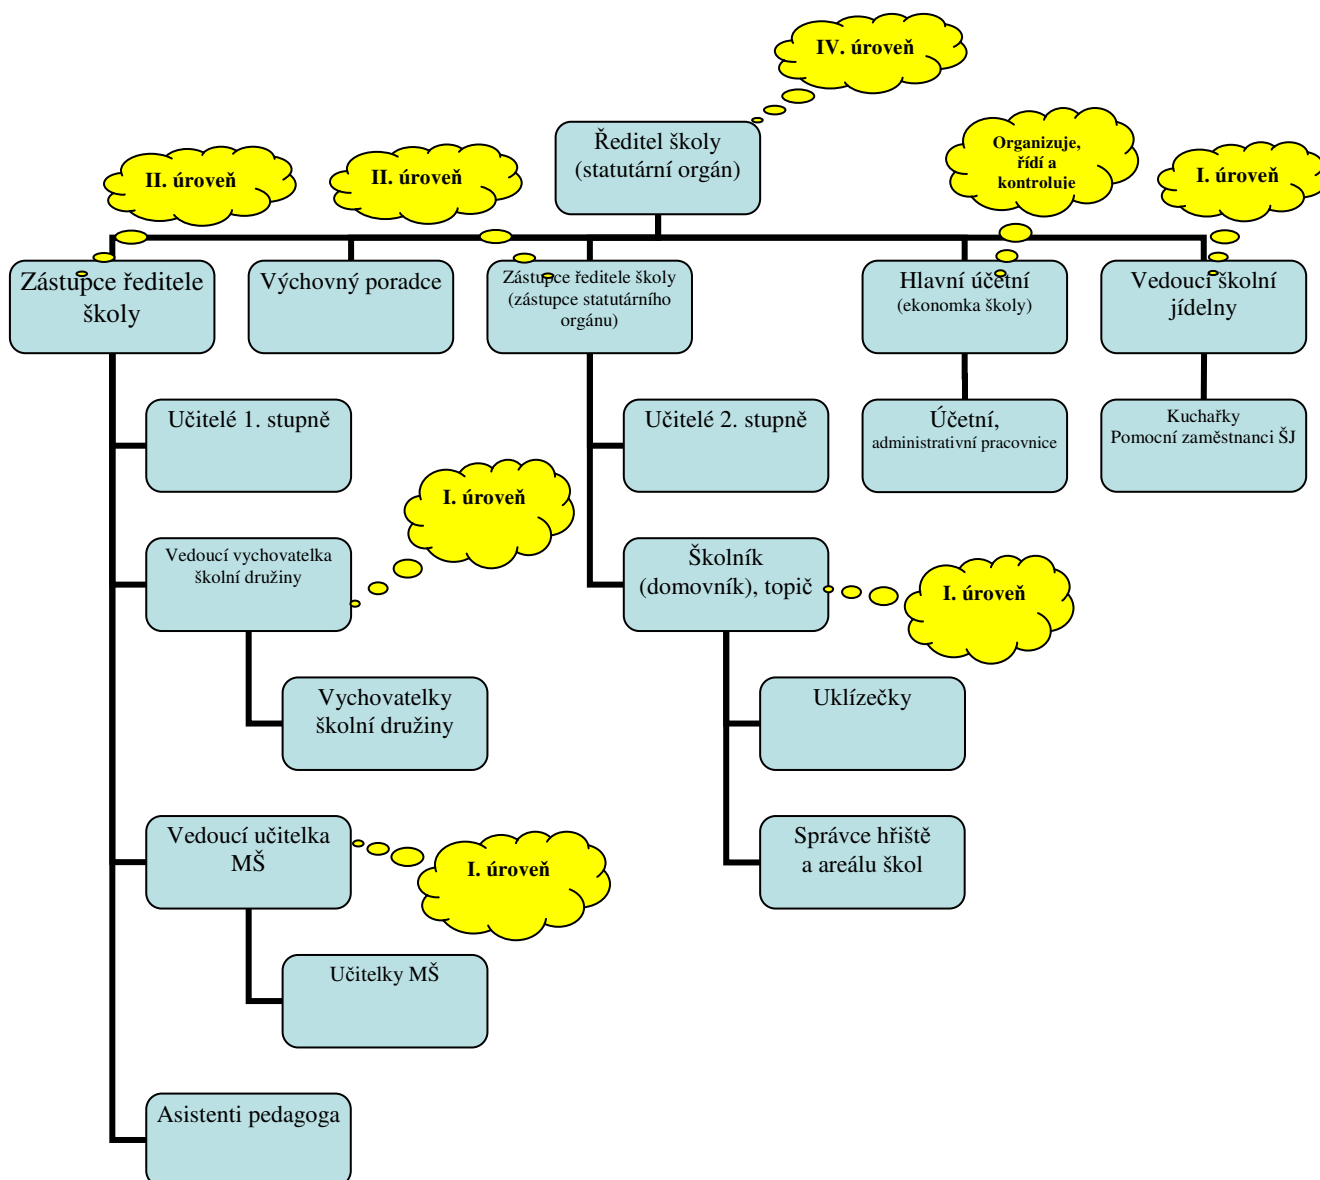 IV. úroveň
Ředitel školy
(statutární orgán)
II. úroveň
II. úroveň
Organizuje,
řídí a
kontroluje
I. úroveň
Zástupce ředitele
školy
Výchovný poradce
Zástupce ředitele školy
(zástupce statutárního
orgánu)
Hlavní účetní
(ekonomka školy)
Vedoucí školní
jídelny
Učitelé 1. stupně
Učitelé 2. stupně
Účetní,
administrativní pracovnice
Kuchařky
Pomocní zaměstnanci ŠJ
I. úroveň
Vedoucí vychovatelka
školní družiny
Školník
(domovník), topič
I. úroveň
Vychovatelky
školní družiny
Uklízečky
Vedoucí učitelka
MŠ
I. úroveň
Správce hřiště
a areálu škol
Učitelky MŠ
Asistenti pedagoga